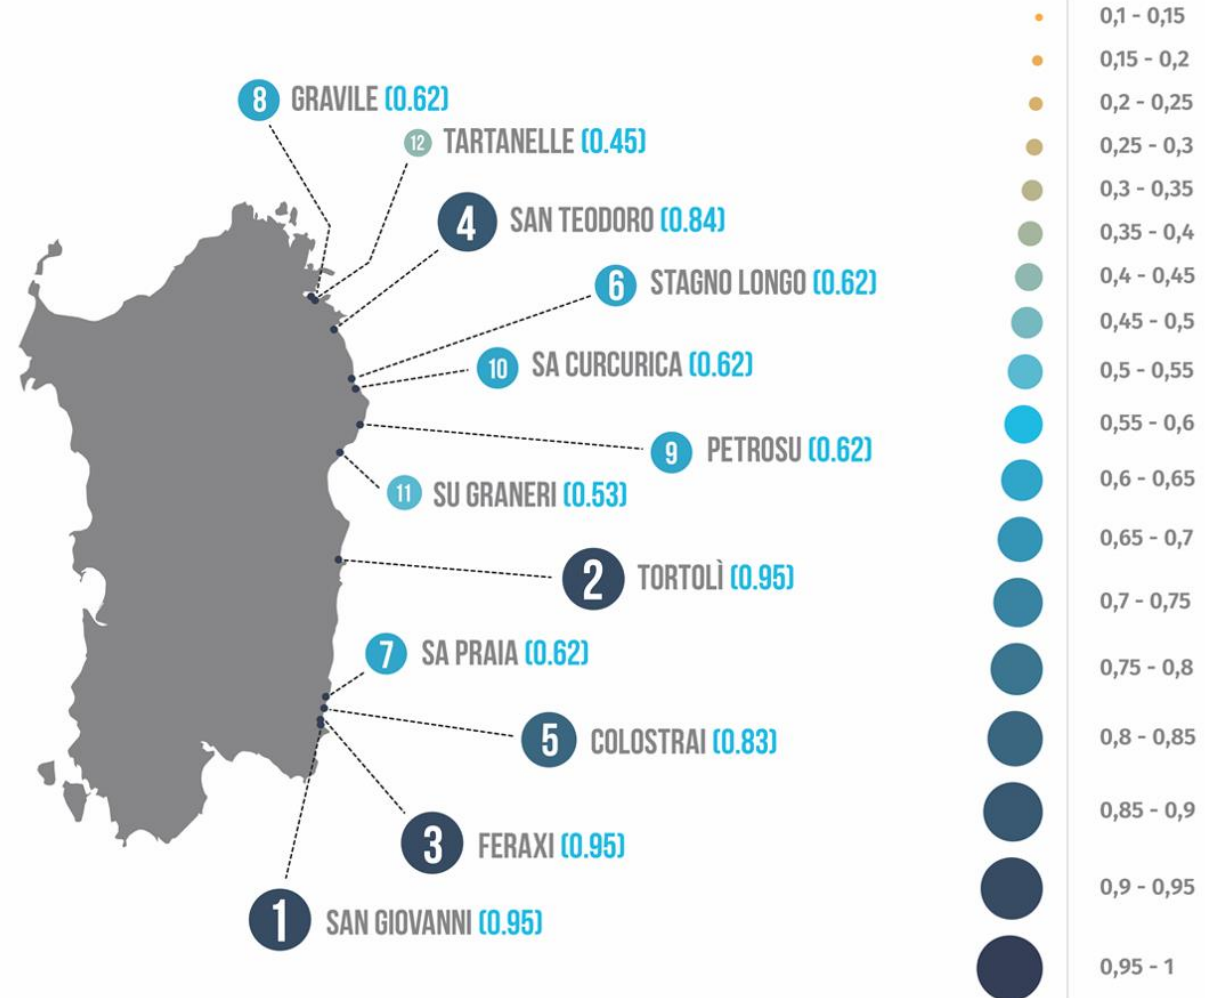 8 GRAVILE (0.62)
12 TARTANELLE (0.45)
4 SAN TEODORO (0.84)
6 STAGNO LONGO (0.62)
10 SA CURCURICA (0.62)
9 PETROSU (0.62)
11 SU GRANERI (0.53)
2 TORTOLÌ (0.95)
7 SA PRAIA (0.62)
5 COLOSTRAI (0.83)
3 FERAXI (0.95)
1 SAN GIOVANNI (0.95)
0,1 - 0,15
0,15 - 0,2
0,2 - 0,25
0,25 - 0,3
0,3 - 0,35
0,35 - 0,4
0,4 - 0,45
0,45 - 0,5
0,5 - 0,55
0,55 - 0,6
0,6 - 0,65
0,65 - 0,7
0,7 - 0,75
0,75 - 0,8
0,8 - 0,85
0,85 - 0,9
0,9 - 0,95
0,95 - 1